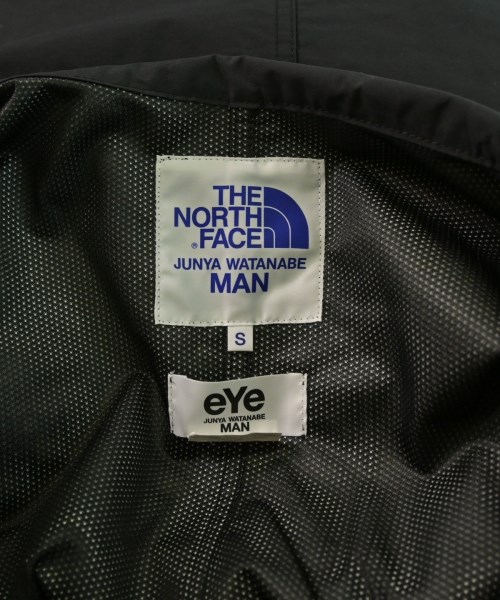 THE
NORTH
® FACE
JUNYA WATANABE
MAN
S
eYe
JUNYA WATANABE
MAN